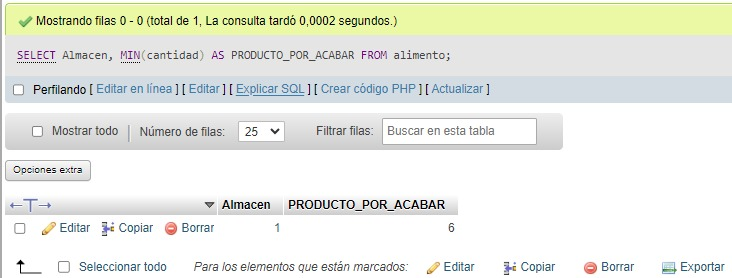 Mostrando filas 0 - 0 (total de 1, La consulta tardó 0,0002 segundos.)
SELECT Almacen, MIN(cantidad) AS PRODUCTO_POR_ACABAR FROM alimento;
Perfilando [ Editar en línea ] [ Editar ] [ Explicar SQL ] [ Crear código PHP ] [ Actualizar ]
Mostrar todo Número de filas: 25 Filtrar filas: Buscar en esta tabla
Opciones extra
←T→ Almacen PRODUCTO_POR_ACABAR
Editar Copiar Borrar 1 6
Seleccionar todo Para los elementos que están marcados: Editar Copiar Borrar Exportar